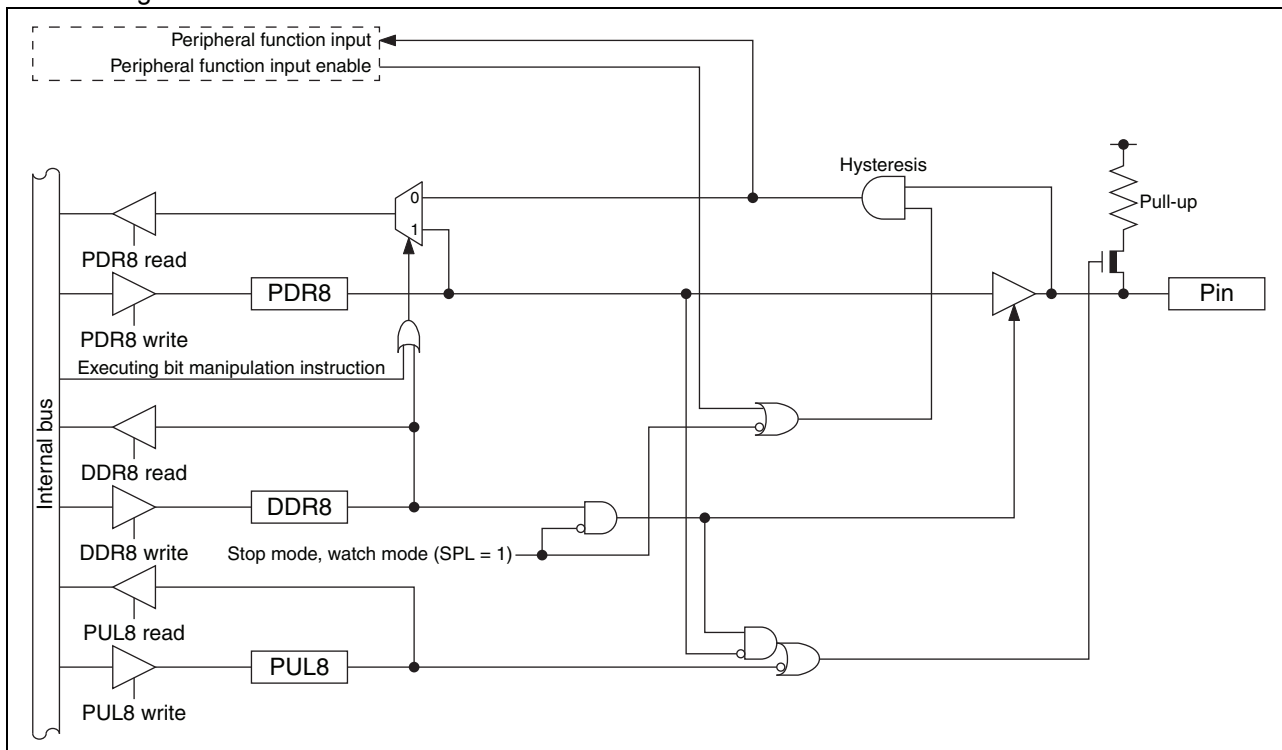 Peripheral function input
Peripheral function input enable
Hysteresis
0
Pull-up
1
PDR8 read
PDR8
Pin
PDR8 write
Executing bit manipulation instruction
Internal bus
DDR8 read
DDR8
DDR8 write
Stop mode, watch mode (SPL = 1)
PUL8 read
PUL8
PUL8 write